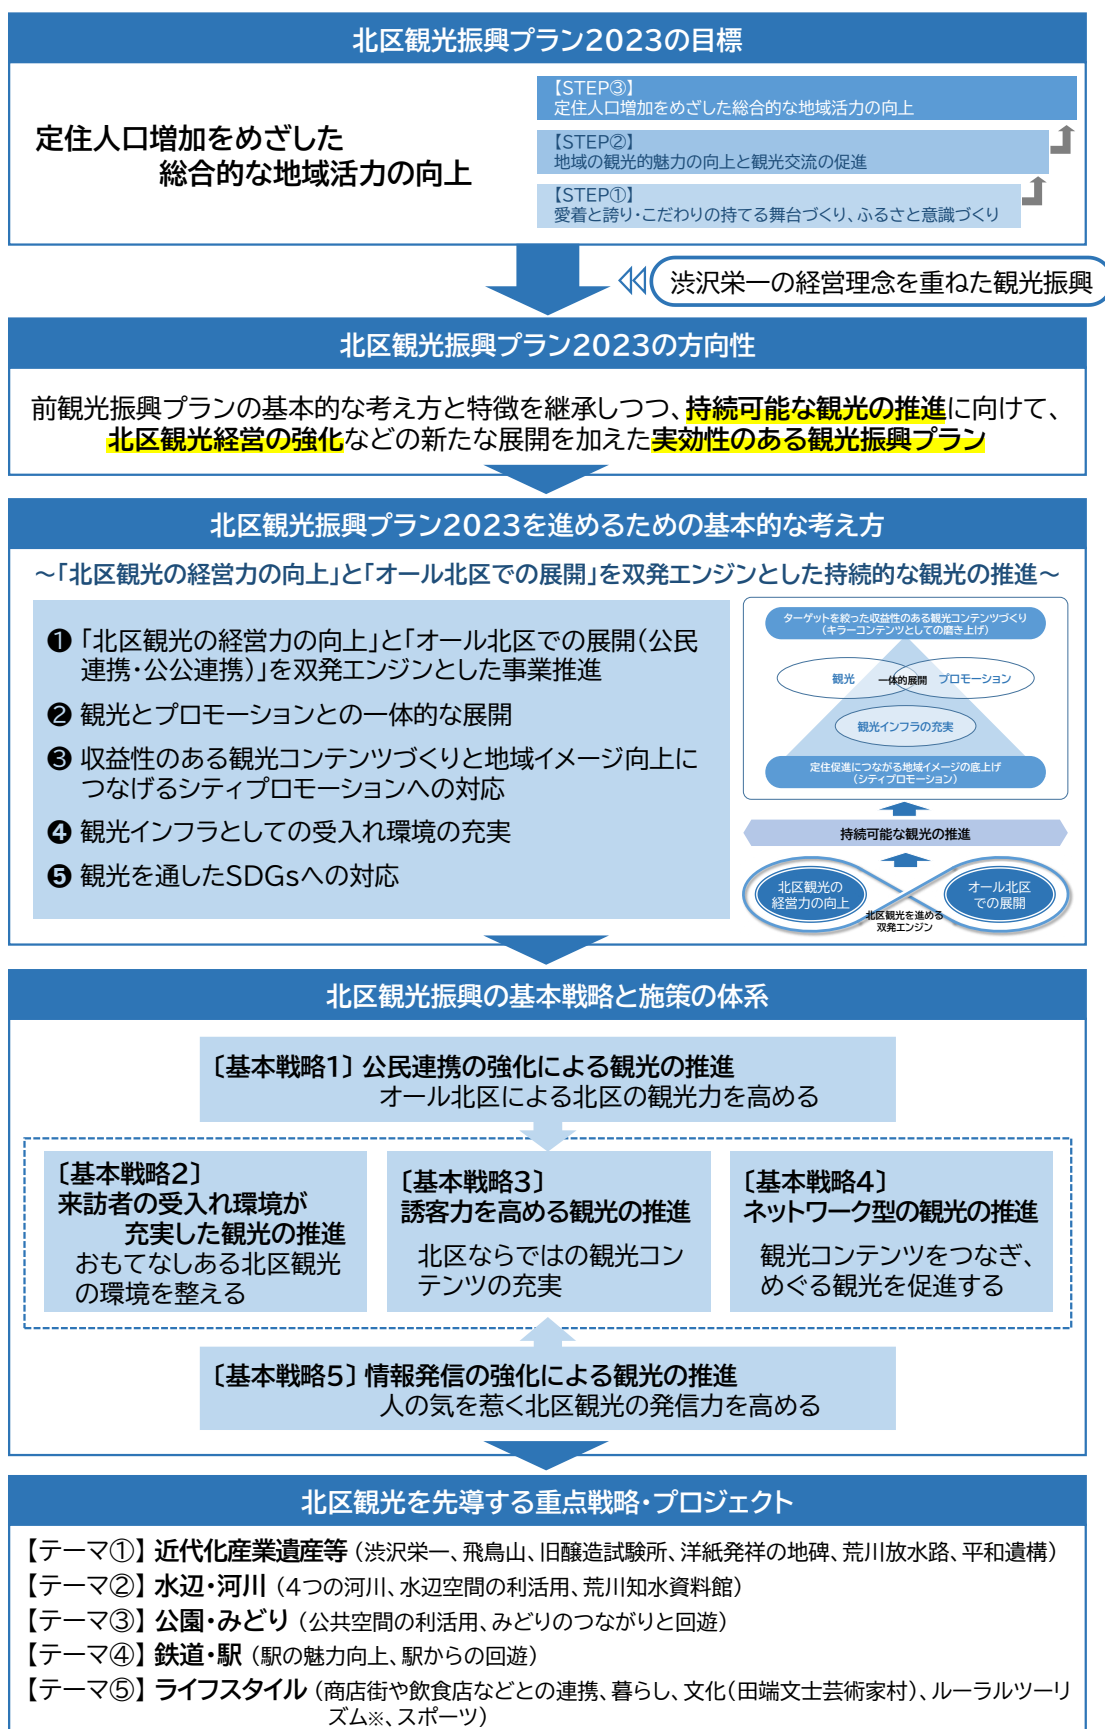 北区観光振興プラン2023の目標
定住人口増加をめざした
総合的な地域活力の向上
【STEP③】
定住人口増加をめざした総合的な地域活力の向上
【STEP②】
地域の観光的魅力の向上と観光交流の促進
【STEP①】
愛着と誇り・こだわりの持てる舞台づくり、ふるさと意識づくり
渋沢栄一の経営理念を重ねた観光振興
北区観光振興プラン2023の方向性
前観光振興プランの基本的な考え方と特徴を継承しつつ、持続可能な観光の推進に向けて、
北区観光経営の強化などの新たな展開を加えた実効性のある観光振興プラン
北区観光振興プラン2023を進めるための基本的な考え方
～「北区観光の経営力の向上」と「オール北区での展開」を双発エンジンとした持続的な観光の推進～
❶「北区観光の経営力の向上」と「オール北区での展開（公民
連携・公公連携）」を双発エンジンとした事業推進
❷ 観光とプロモーションとの一体的な展開
❸ 収益性のある観光コンテンツづくりと地域イメージ向上に
つなげるシティプロモーションへの対応
❹ 観光インフラとしての受入れ環境の充実
❺ 観光を通したSDGsへの対応
ターゲットを絞った収益性のある観光コンテンツづくり
（キラーコンテンツとしての磨き上げ）
観光 一体的展開 プロモーション
観光インフラの充実
定住促進につながる地域イメージの底上げ
（シティプロモーション）
持続可能な観光の推進
北区観光の
経営力の向上
オール北区
での展開
北区観光を進める
双発エンジン
北区観光振興の基本戦略と施策の体系
〔基本戦略1〕公民連携の強化による観光の推進
オール北区による北区の観光力を高める
〔基本戦略2〕
来訪者の受入れ環境が
充実した観光の推進
おもてなしある北区観光
の環境を整える
〔基本戦略3〕
誘客力を高める観光の推進
北区ならではの観光コン
テンツの充実
〔基本戦略4〕
ネットワーク型の観光の推進
観光コンテンツをつなぎ、
めぐる観光を促進する
〔基本戦略5〕情報発信の強化による観光の推進
人の気を惹く北区観光の発信力を高める
北区観光を先導する重点戦略・プロジェクト
【テーマ①】近代化産業遺産等（渋沢栄一、飛鳥山、旧醸造試験所、洋紙発祥の地碑、荒川放水路、平和遺構）
【テーマ②】水辺・河川（4つの河川、水辺空間の利活用、荒川知水資料館）
【テーマ③】公園・みどり（公共空間の利活用、みどりのつながりと回遊）
【テーマ④】鉄道・駅（駅の魅力向上、駅からの回遊）
【テーマ⑤】ライフスタイル（商店街や飲食店などとの連携、暮らし、文化（田端文士芸術家村）、ルーラルツーリ
ズム※、スポーツ）